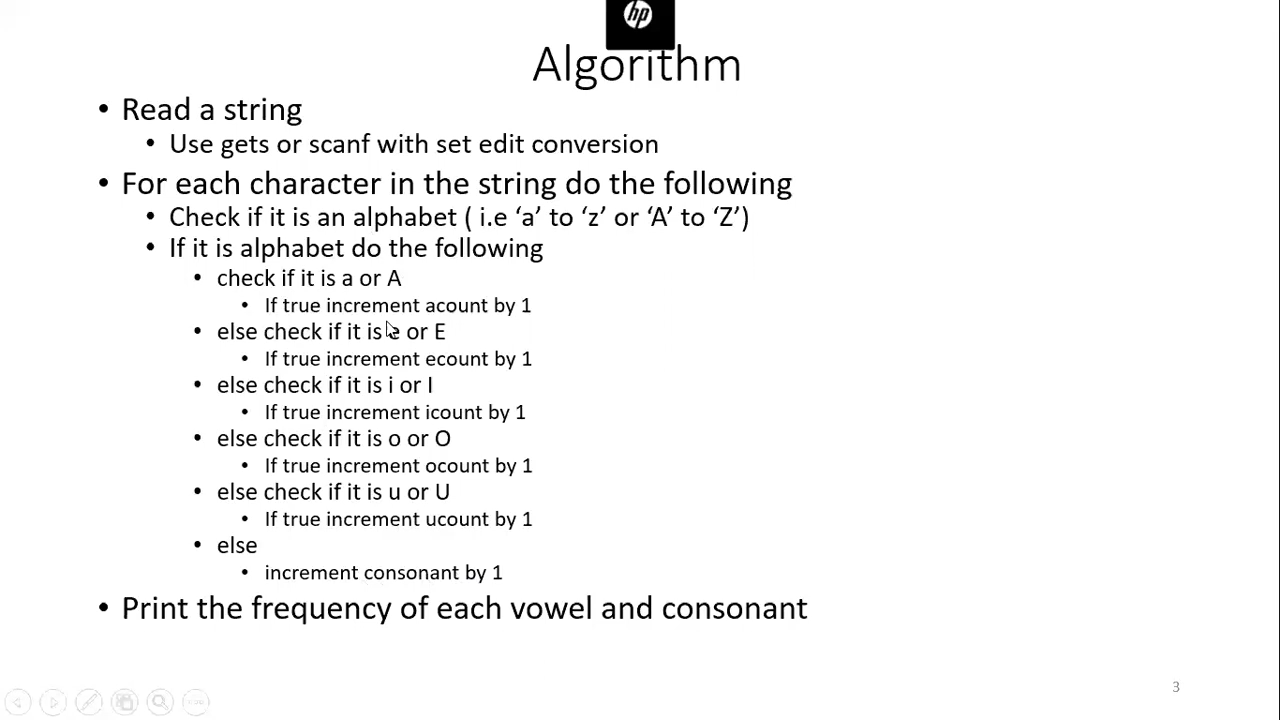 hp
Algorithm
• Read a string
• Use gets or scanf with set edit conversion
• For each character in the string do the following
• Check if it is an alphabet ( i.e ‘a’ to ‘z’ or ‘A’ to ‘Z’)
• If it is alphabet do the following
• check if it is a or A
• If true increment acount by 1
• else check if it is e or E
• If true increment ecount by 1
• else check if it is i or I
• If true increment icount by 1
• else check if it is o or O
• If true increment ocount by 1
• else check if it is u or U
• If true increment ucount by 1
• else
• increment consonant by 1
• Print the frequency of each vowel and consonant
3